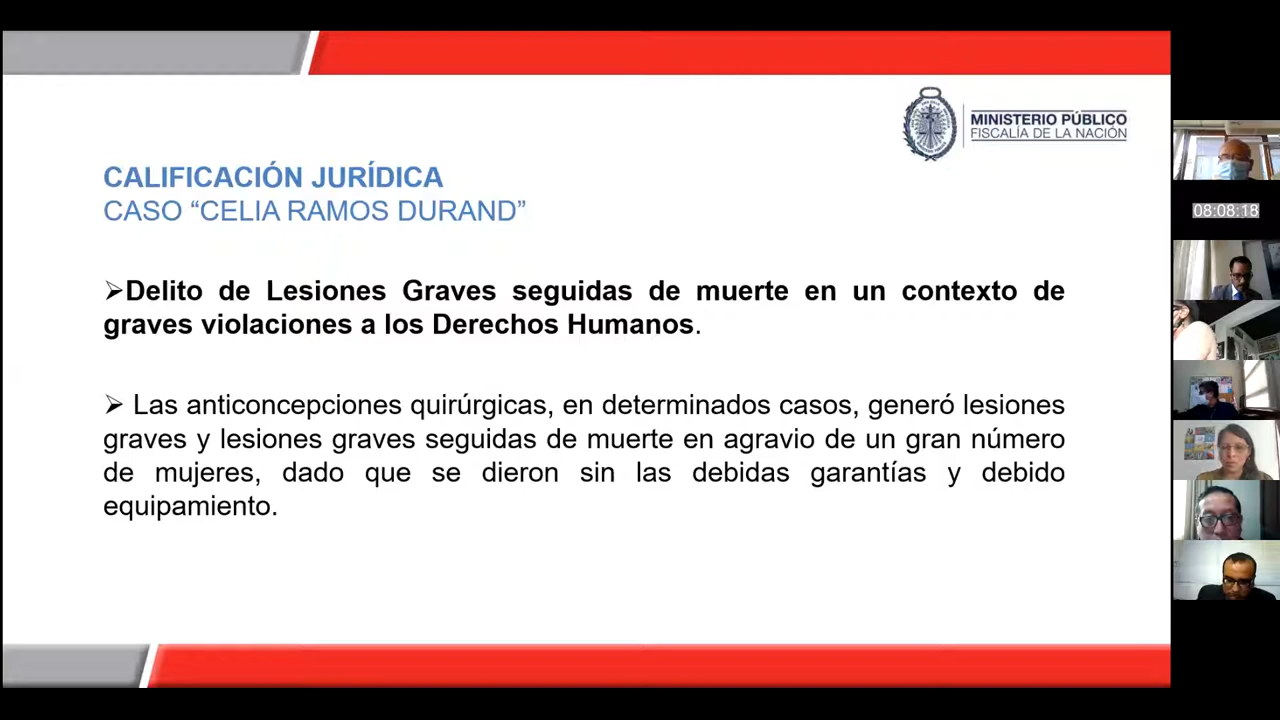 MINISTERIO PÚBLICO
FISCALÍA DE LA NACIÓN
CALIFICACIÓN JURÍDICA
CASO “CELIA RAMOS DURAND”
➢Delito de Lesiones Graves seguidas de muerte en un contexto de
graves violaciones a los Derechos Humanos.
➢ Las anticoncepciones quirúrgicas, en determinados casos, generó lesiones
graves y lesiones graves seguidas de muerte en agravio de un gran número
de mujeres, dado que se dieron sin las debidas garantías y debido
equipamiento.
08:08:18